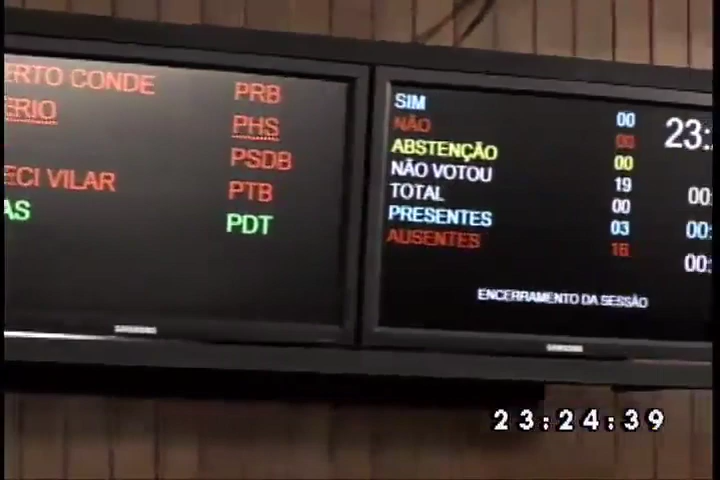 ERTO CONDE PRB
ÉRIO PHS
PSDB
ECI VILAR PTB
AS PDT
SIM 00
NÃO 00
ABSTENÇÃO 00
NÃO VOTOU 19
TOTAL 00
PRESENTES 03
AUSENTES 16
23:
00:
00:
00:
ENCERRAMENTO DA SESSÃO
SAMSUNG
SAMSUNG
23:24:39